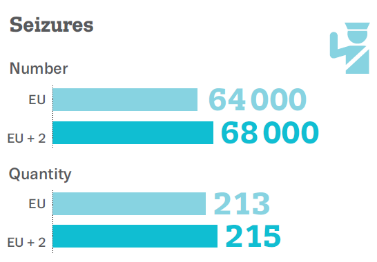 Seizures
Number
EU
64 000
EU + 2
68 000
Quantity
EU
213
EU + 2
215